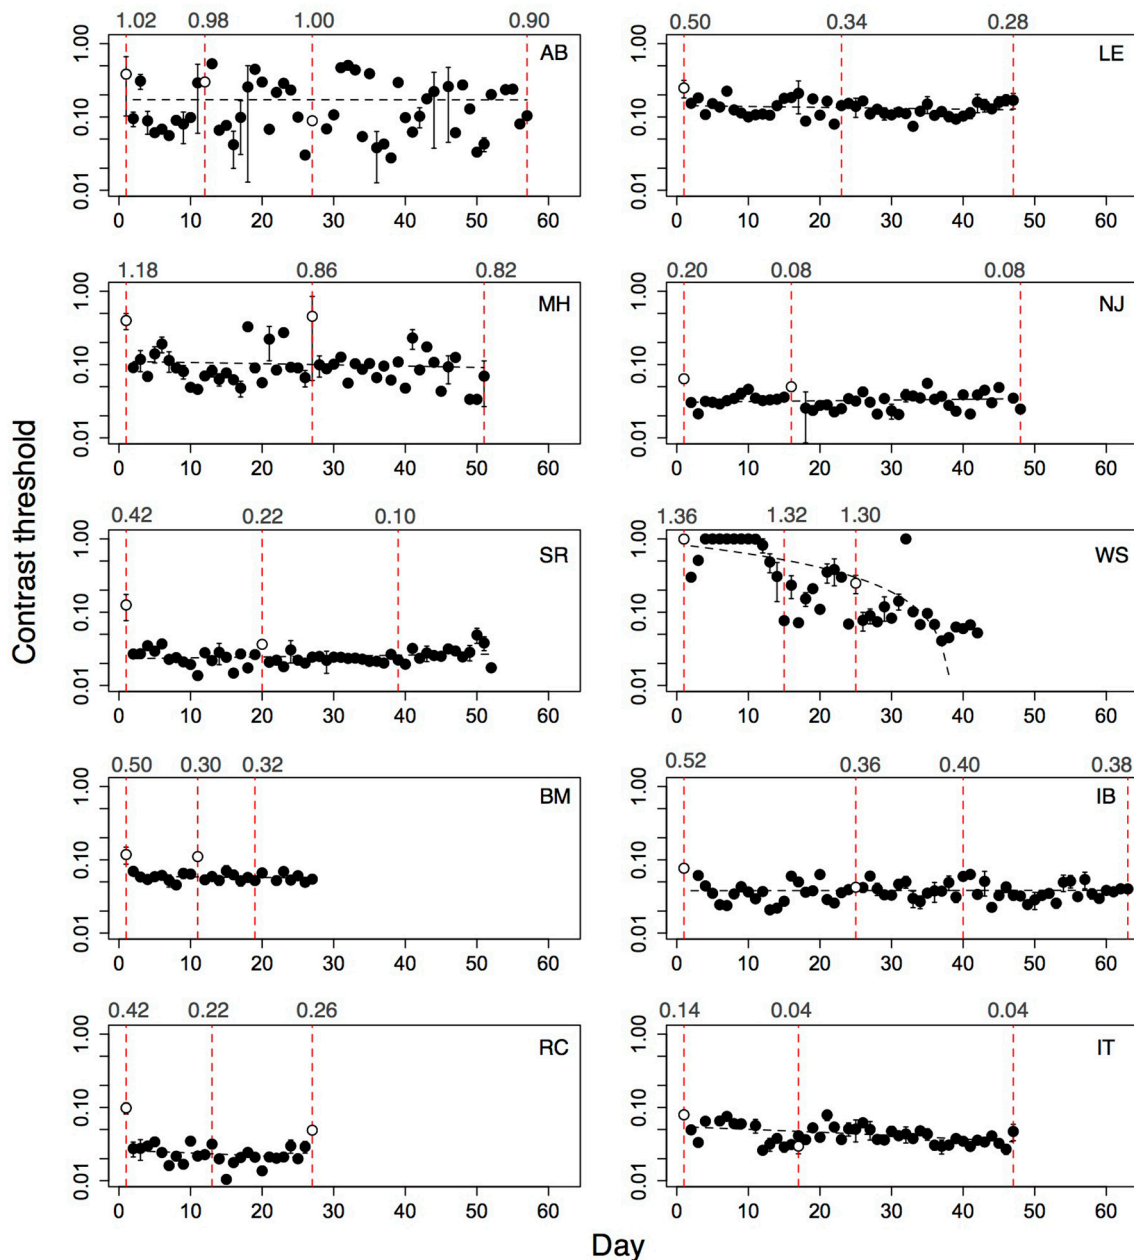 1.02 0.98 1.00 0.90
AB
1.00
0.10
0.01
0 10 20 30 40 50 60
0.50 0.34 0.28
LE
1.00
0.10
0.01
0 10 20 30 40 50 60
1.18 0.86 0.82
MH
1.00
0.10
0.01
0 10 20 30 40 50 60
0.20 0.08 0.08
NJ
1.00
0.10
0.01
0 10 20 30 40 50 60
0.42 0.22 0.10
SR
1.00
0.10
0.01
0 10 20 30 40 50 60
1.36 1.32 1.30
WS
1.00
0.10
0.01
0 10 20 30 40 50 60
0.50 0.30 0.32
BM
1.00
0.10
0.01
0 10 20 30 40 50 60
0.52 0.36 0.40 0.38
IB
1.00
0.10
0.01
0 10 20 30 40 50 60
0.42 0.22 0.26
RC
1.00
0.10
0.01
0 10 20 30 40 50 60
0.14 0.04 0.04
IT
1.00
0.10
0.01
0 10 20 30 40 50 60
Contrast threshold
Day